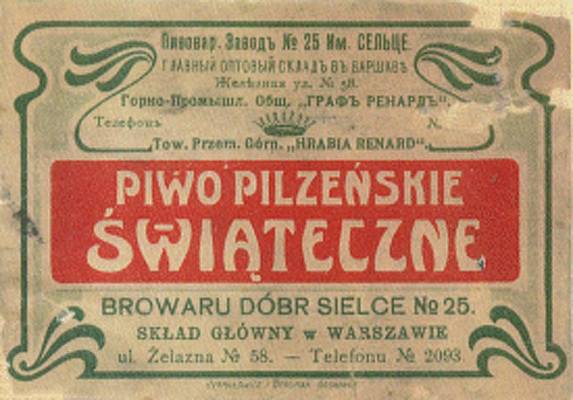 Пивовар. Заводъ № 25 Им. СЕЛЬЦЕ.
ГЛАВНЫЙ ОПТОВЫЙ СКЛАДЪ ВЪ ВАРШАВѢ
Желѣзная ул. № 58.
Горно-Промышл. Общ. „ГРАФЪ РЕНАРДЪ".
Телефонъ №
Tow. Przem. Górn. „HRABIA RENARD".
PIWO PILZEŃSKIE
ŚWIĄTECZNE
BROWARU DÓBR SIELCE № 25.
SKŁAD GŁÓWNY w WARSZAWIE
ul. Żelazna № 58. — Telefonu № 2093